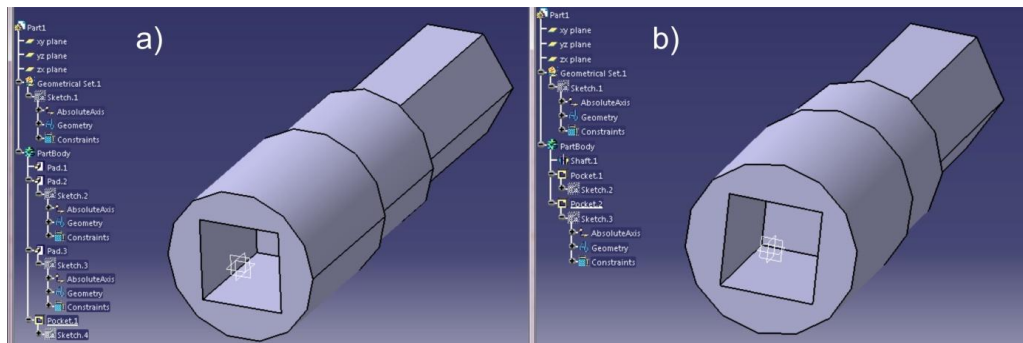 a)
Part1
xy plane
yz plane
zx plane
Geometrical Set.1
Sketch.1
AbsoluteAxis
Geometry
Constraints
PartBody
Pad.1
Pad.2
Sketch.2
AbsoluteAxis
Geometry
Constraints
Pad.3
Sketch.3
AbsoluteAxis
Geometry
Constraints
Pocket.1
Sketch.4
b)
Part1
xy plane
yz plane
zx plane
Geometrical Set.1
Sketch.1
AbsoluteAxis
Geometry
Constraints
PartBody
Shaft.1
Pocket.1
Sketch.2
Pocket.2
Sketch.3
AbsoluteAxis
Geometry
Constraints